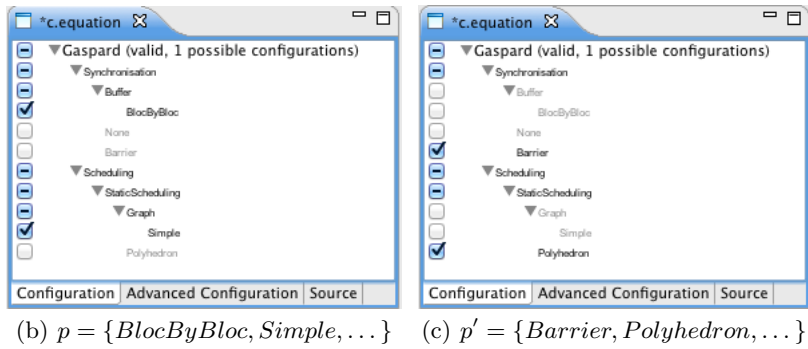 *c.equation
Gaspard (valid, 1 possible configurations)
Synchronisation
Buffer
BlocByBloc
None
Barrier
Scheduling
StaticScheduling
Graph
Simple
Polyhedron
Configuration Advanced Configuration Source
(b) p = {BlocByBloc, Simple, . . . }
*c.equation
Gaspard (valid, 1 possible configurations)
Synchronisation
Buffer
BlocByBloc
None
Barrier
Scheduling
StaticScheduling
Graph
Simple
Polyhedron
Configuration Advanced Configuration Source
(c) p′ = {Barrier, Polyhedron, . . . }